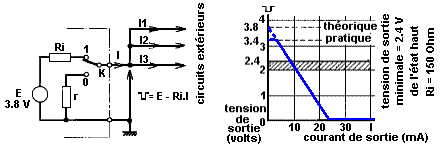 Ri
1
K
I
0
E
3.8 V
r
I1
I2
I3
circuits extérieurs
= E - Ri.I
4
3.8
3.4
3
2.4
2
1
0
théorique
pratique
tension de sortie
minimale = 2.4 V
de l'état haut
Ri = 150 Ohm
tension
de sortie
(volts)
10
20
30
I
courant de sortie (mA)